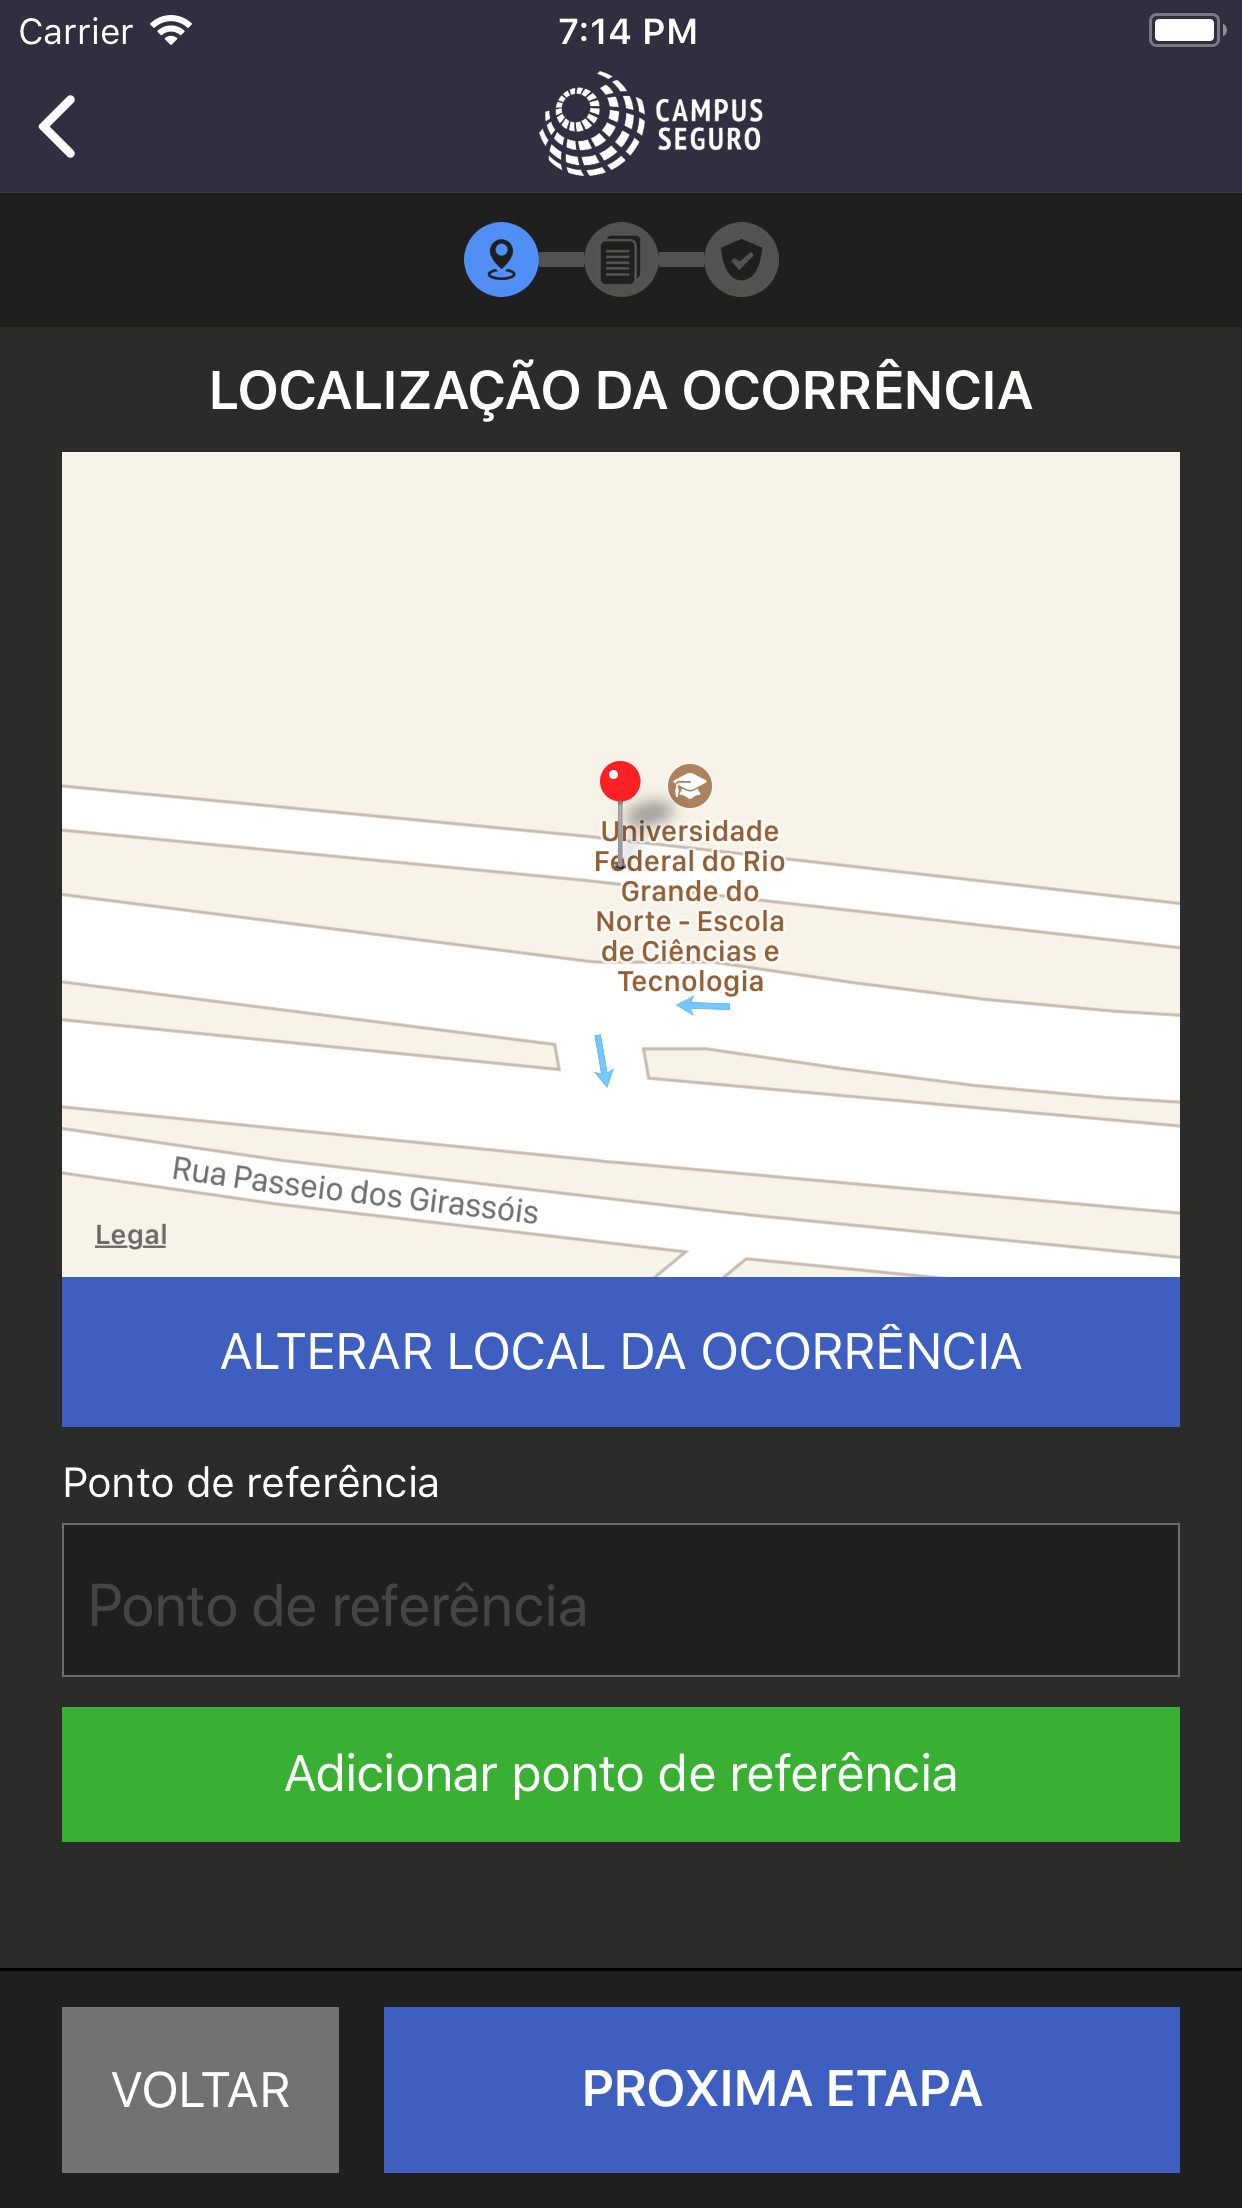 Carrier
7:14 PM
CAMPUS
SEGURO
LOCALIZAÇÃO DA OCORRÊNCIA
Universidade
Federal do Rio
Grande do
Norte - Escola
de Ciências e
Tecnologia
Rua Passeio dos Girassóis
Legal
ALTERAR LOCAL DA OCORRÊNCIA
Ponto de referência
Ponto de referência
Adicionar ponto de referência
VOLTAR
PROXIMA ETAPA